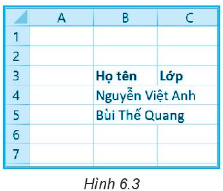 A B C
1
2
3 Họ tên Lớp
4 Nguyễn Việt Anh
5 Bùi Thế Quang
6
7
Hình 6.3